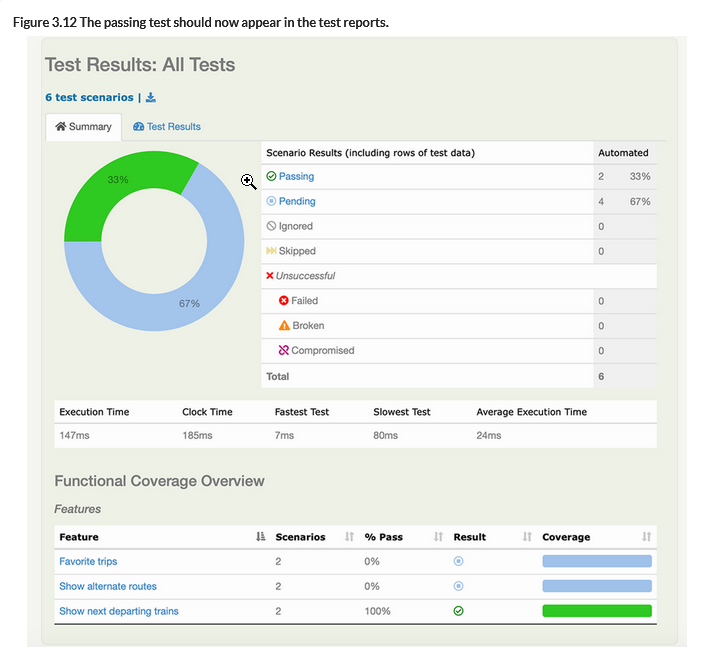 Figure 3.12 The passing test should now appear in the test reports.
Test Results: All Tests
6 test scenarios |
Summary
Test Results
33%
67%
Scenario Results (including rows of test data) Automated
Passing 2 33%
Pending 4 67%
Ignored 0
Skipped 0
Unsuccessful
Failed 0
Broken 0
Compromised 0
Total 6
Execution Time Clock Time Fastest Test Slowest Test Average Execution Time
147ms 185ms 7ms 80ms 24ms
Functional Coverage Overview
Features
Feature Scenarios % Pass Result Coverage
Favorite trips 2 0%
Show alternate routes 2 0%
Show next departing trains 2 100%